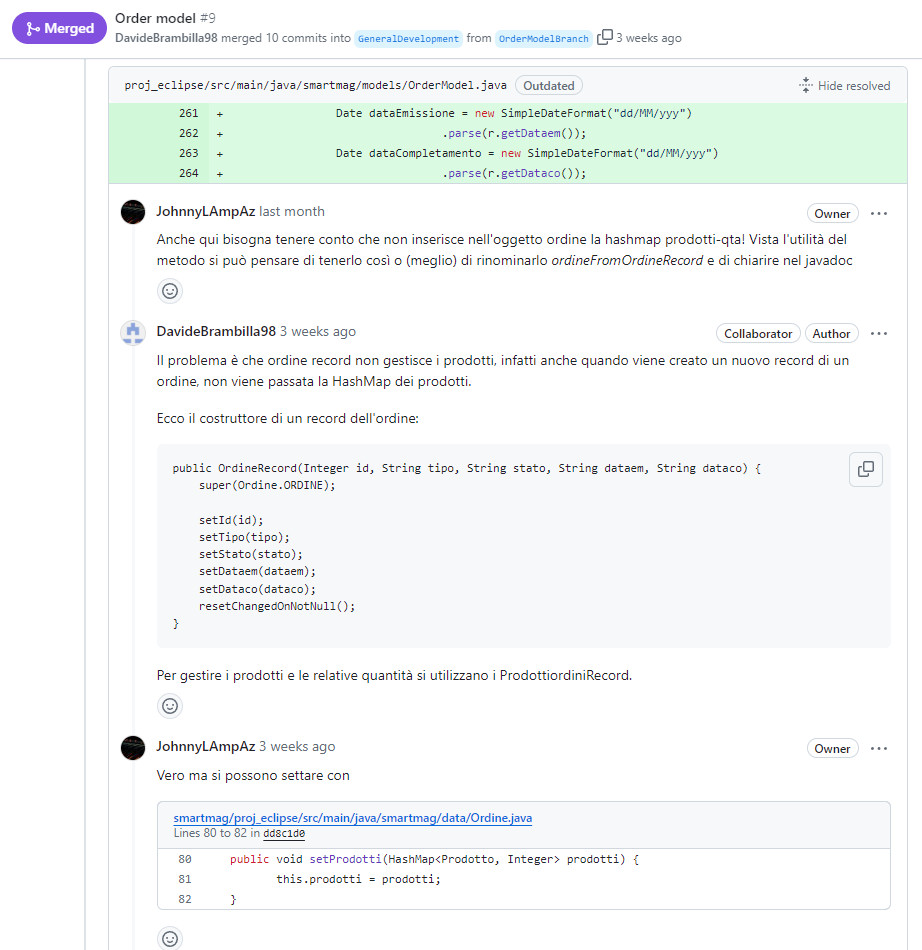 Merged
Order model #9
DavideBrambilla98 merged 10 commits into GeneralDevelopment from OrderModelBranch 3 weeks ago
proj_eclipse/src/main/java/smartmag/models/OrderModel.java Outdated Hide resolved
261 + Date dataEmissione = new SimpleDateFormat("dd/MM/yyy")
262 + .parse(r.getDataem());
263 + Date dataCompletamento = new SimpleDateFormat("dd/MM/yyy")
264 + .parse(r.getDataco());
JohnnyLAmpAz last month Owner ...
Anche qui bisogna tenere conto che non inserisce nell'oggetto ordine la hashmap prodotti-qta! Vista l'utilità del
metodo si può pensare di tenerlo così o (meglio) di rinominarlo ordineFromOrdineRecord e di chiarire nel javadoc
DavideBrambilla98 3 weeks ago Collaborator Author ...
Il problema è che ordine record non gestisce i prodotti, infatti anche quando viene creato un nuovo record di un
ordine, non viene passata la HashMap dei prodotti.
Ecco il costruttore di un record dell'ordine:
public OrdineRecord(Integer id, String tipo, String stato, String dataem, String dataco) {
super(Ordine.ORDINE);
setId(id);
setTipo(tipo);
setStato(stato);
setDataem(dataem);
setDataco(dataco);
resetChangedOnNotNull();
}
Per gestire i prodotti e le relative quantità si utilizzano i ProdottiordiniRecord.
JohnnyLAmpAz 3 weeks ago Owner ...
Vero ma si possono settare con
smartmag/proj_eclipse/src/main/java/smartmag/data/Ordine.java
Lines 80 to 82 in dd8c1d0
80 public void setProdotti(HashMap<Prodotto, Integer> prodotti) {
81 this.prodotti = prodotti;
82 }